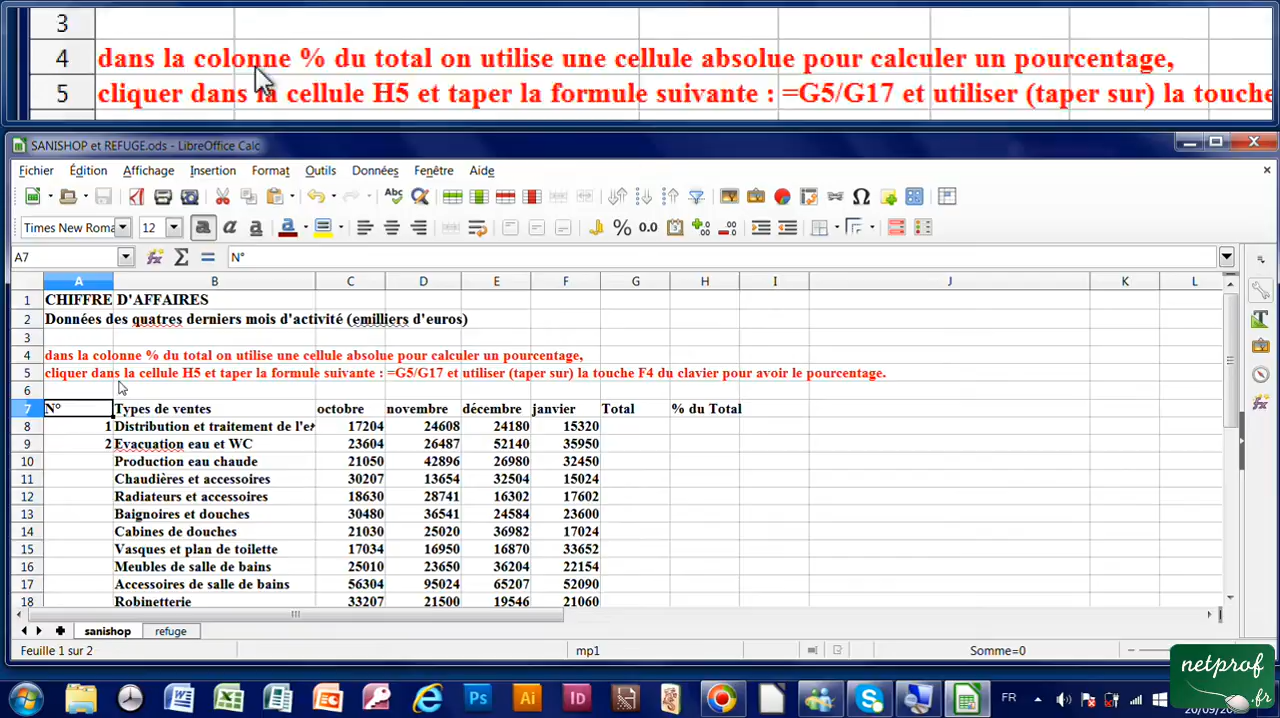 3
4 dans la colonne % du total on utilise une cellule absolue pour calculer un pourcentage,
5 cliquer dans la cellule H5 et taper la formule suivante : =G5/G17 et utiliser (taper sur) la touche
SANISHOP et REFUGE.ods - LibreOffice Calc
Fichier Édition Affichage Insertion Format Outils Données Fenêtre Aide
Times New Roma 12 a a a % 0.0
A7 N°
A B C D E F G H I J K L
1 CHIFFRE D'AFFAIRES
2 Données des quatres derniers mois d'activité (emilliers d'euros)
3
4 dans la colonne % du total on utilise une cellule absolue pour calculer un pourcentage,
5 cliquer dans la cellule H5 et taper la formule suivante : =G5/G17 et utiliser (taper sur) la touche F4 du clavier pour avoir le pourcentage.
6
7 N° Types de ventes octobre novembre décembre janvier Total % du Total
8 1 Distribution et traitement de l'e 17204 24608 24180 15320
9 2 Evacuation eau et WC 23604 26487 52140 35950
10 Production eau chaude 21050 42896 26980 32450
11 Chaudières et accessoires 30207 13654 32504 15024
12 Radiateurs et accessoires 18630 28741 16302 17602
13 Baignoires et douches 30480 36541 24584 23600
14 Cabines de douches 21030 25020 36982 17024
15 Vasques et plan de toilette 17034 16950 16870 33652
16 Meubles de salle de bains 25010 23650 36204 22154
17 Accessoires de salle de bains 56304 95024 65207 52090
18 Robinetterie 33207 21500 19546 21060
sanishop refuge
Feuille 1 sur 2 mp1 Somme=0
Ps Ai Id FR
netprof.fr